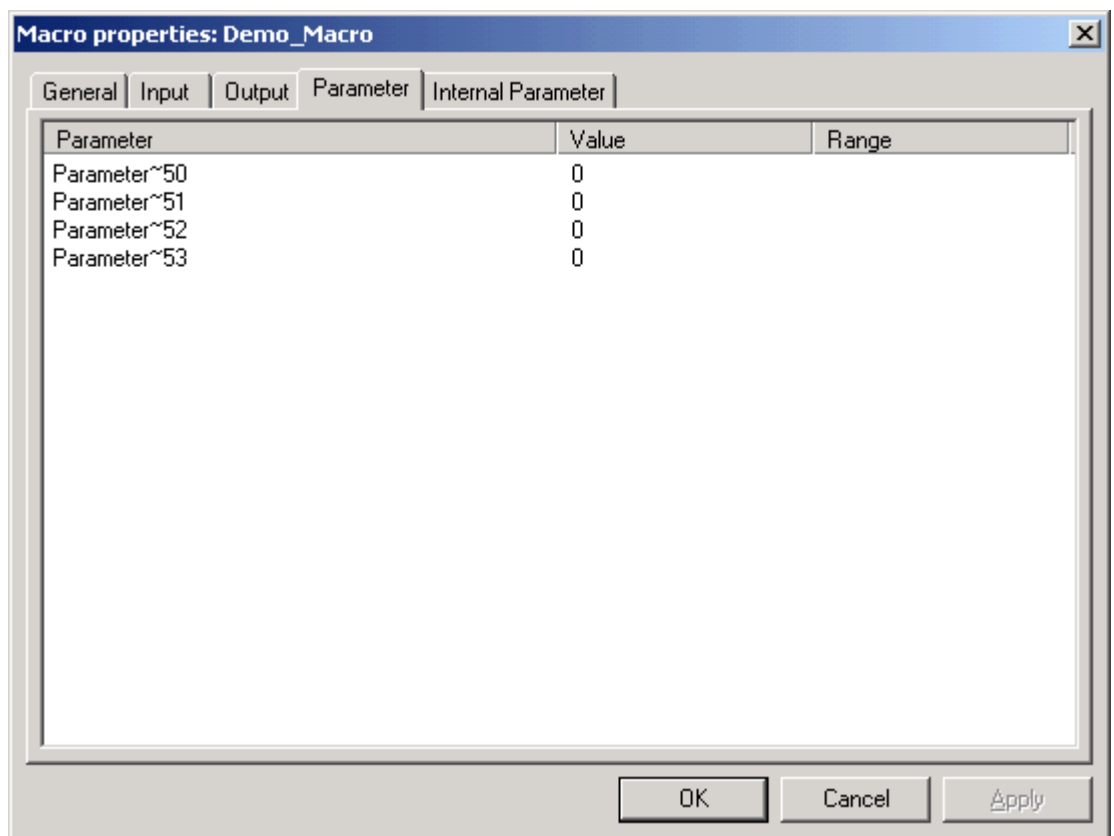 Macro properties: Demo_Macro
General Input Output Parameter Internal Parameter
Parameter Value Range
Parameter~50 0
Parameter~51 0
Parameter~52 0
Parameter~53 0
OK Cancel Apply